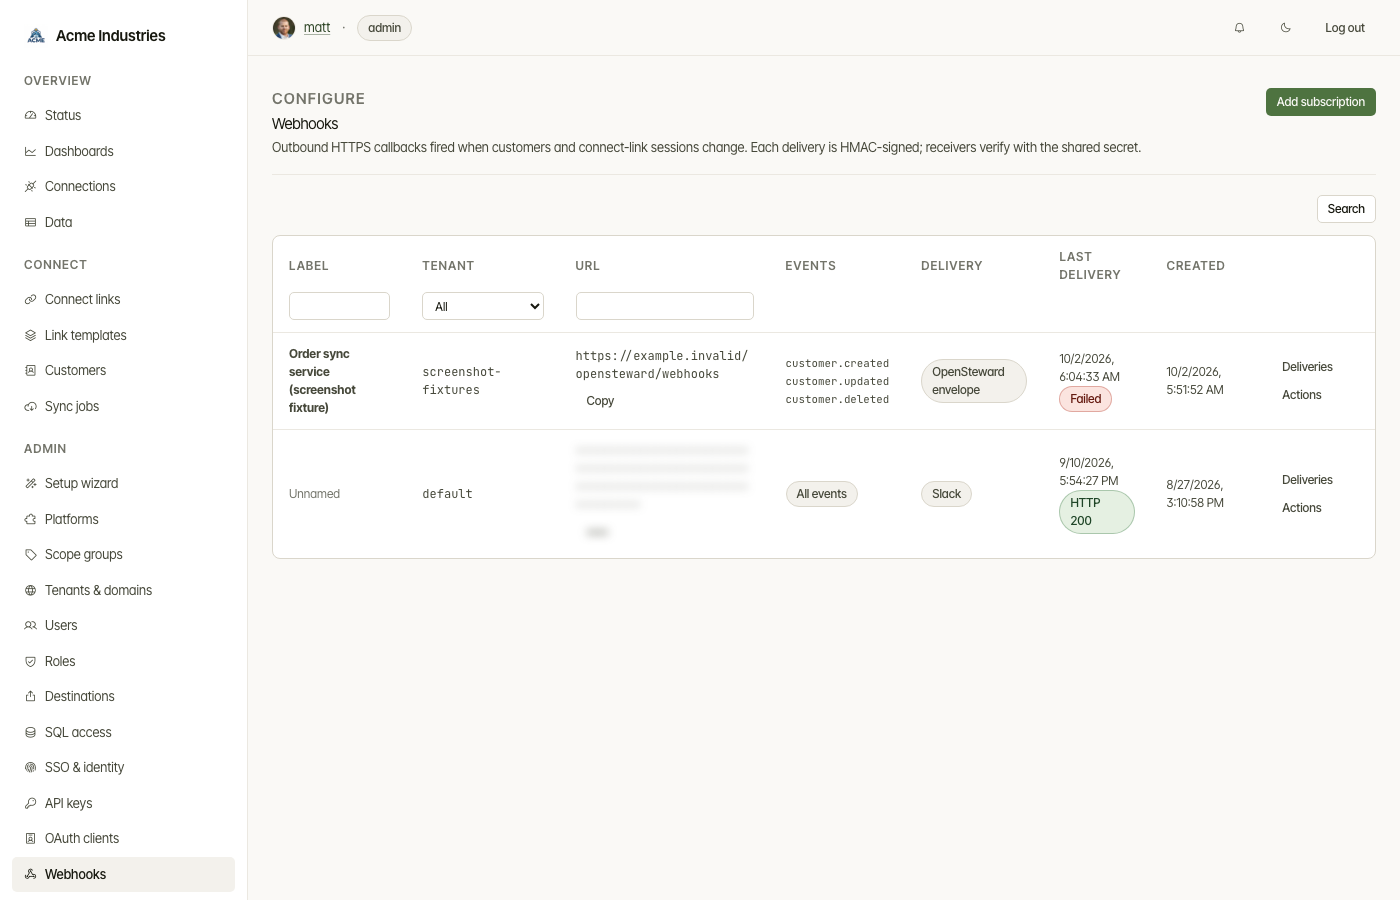 Acme Industries
matt · admin
Log out
OVERVIEW
Status
Dashboards
Connections
Data
CONNECT
Connect links
Link templates
Customers
Sync jobs
ADMIN
Setup wizard
Platforms
Scope groups
Tenants & domains
Users
Roles
Destinations
SQL access
SSO & identity
API keys
OAuth clients
Webhooks
CONFIGURE
Webhooks
Outbound HTTPS callbacks fired when customers and connect-link sessions change. Each delivery is HMAC-signed; receivers verify with the shared secret.
Add subscription
Search
LABEL
TENANT
URL
EVENTS
DELIVERY
LAST
DELIVERY
CREATED
All
Order sync
service
(screenshot
fixture)
screenshot-
fixtures
https://example.invalid/
opensteward/webhooks
Copy
customer.created
customer.updated
customer.deleted
OpenSteward
envelope
10/2/2026,
6:04:33 AM
Failed
10/2/2026,
5:51:52 AM
Deliveries
Actions
Unnamed
default
All events
Slack
9/10/2026,
5:54:27 PM
HTTP
200
8/27/2026,
3:10:58 PM
Deliveries
Actions